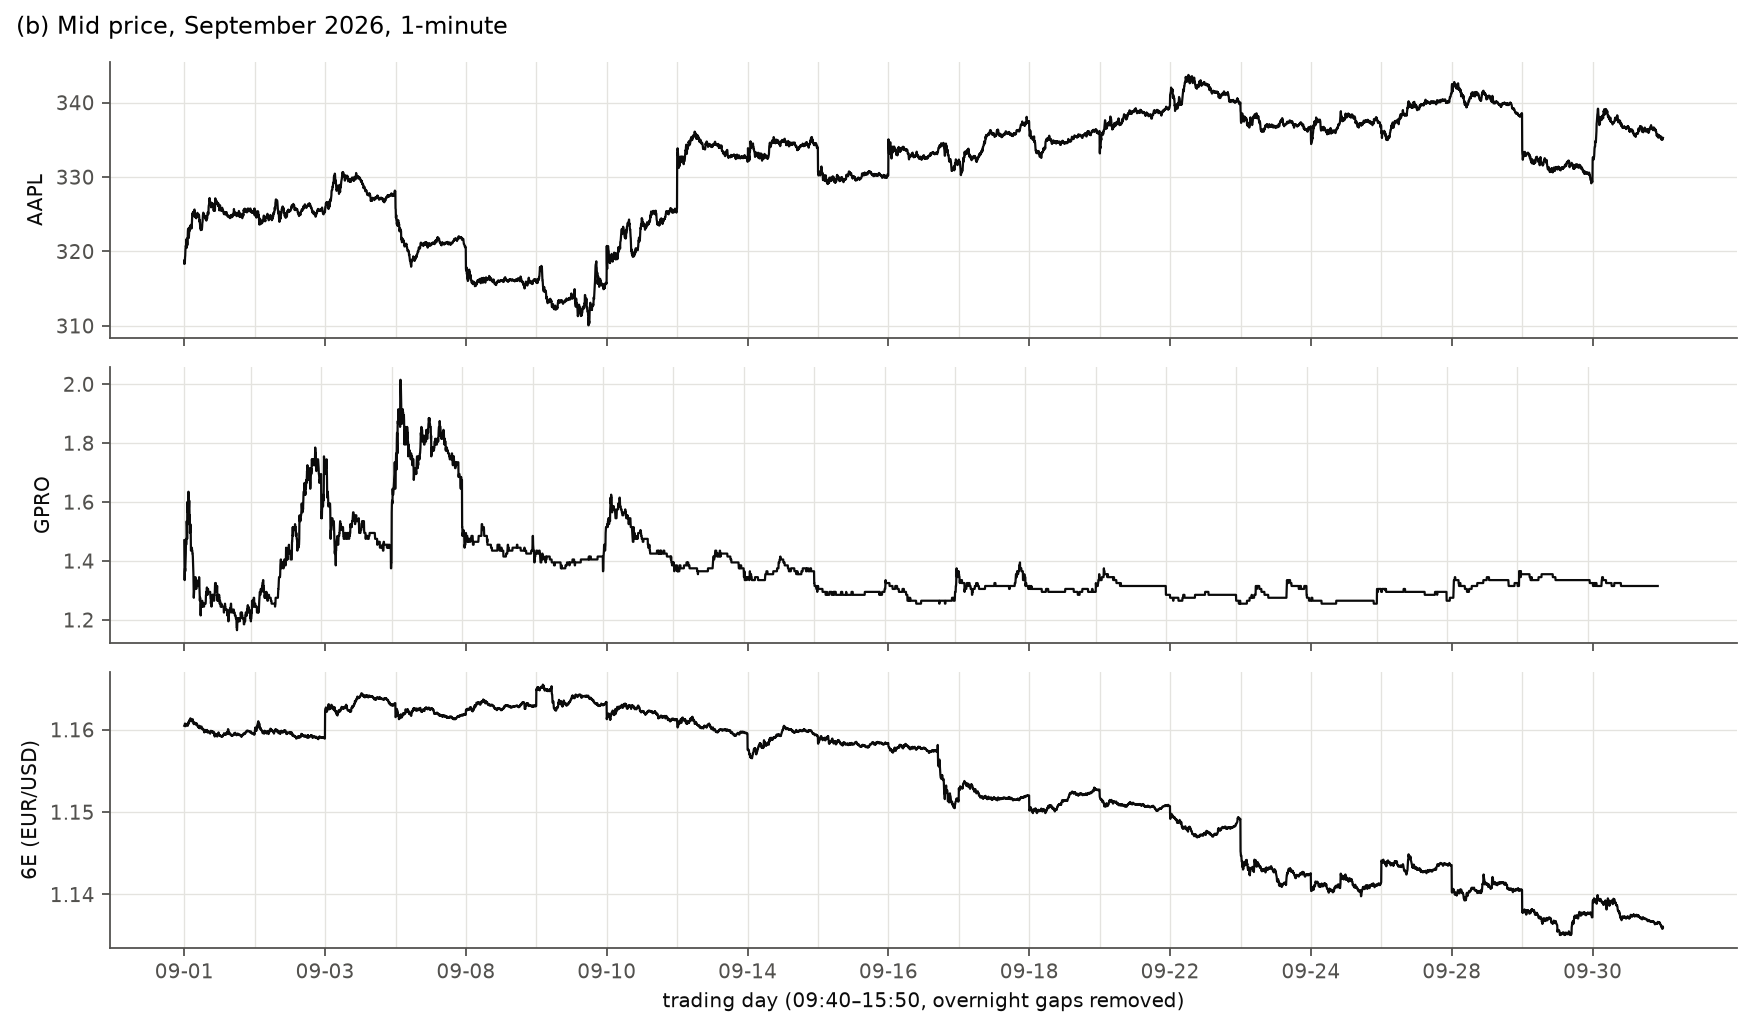 (b) Mid price, September 2026, 1-minute
AAPL
340
330
320
310
GPRO
2.0
1.8
1.6
1.4
1.2
6E (EUR/USD)
1.16
1.15
1.14
09-01 09-03 09-08 09-10 09-14 09-16 09-18 09-22 09-24 09-28 09-30
trading day (09:40–15:50, overnight gaps removed)